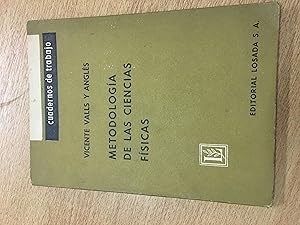 cuadernos de trabajo
VICENTE VALLS Y ANGLÉS
METODOLOGÍA
DE LAS CIENCIAS
FÍSICAS
EDITORIAL LOSADA S. A.